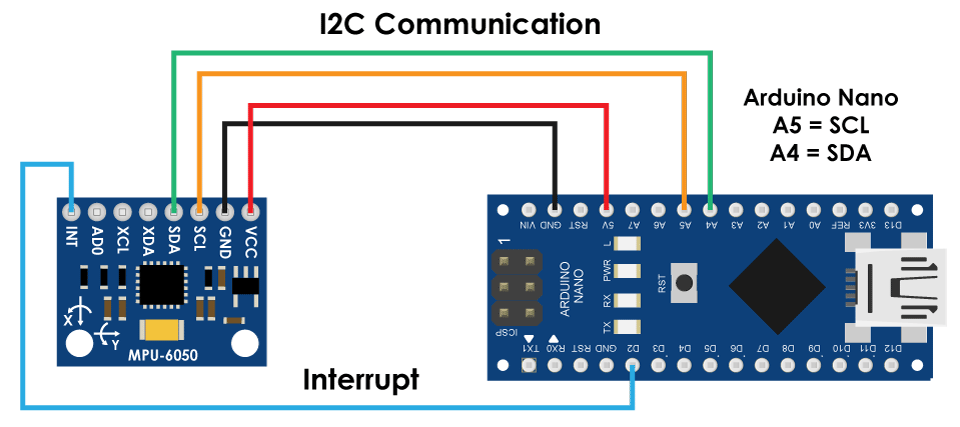 I2C Communication
Arduino Nano
A5 = SCL
A4 = SDA
INT
AD0
XCL
XDA
SDA
SCL
GND
VCC
X
Y
MPU-6050
VIN
GND
RST
5V
A7
A6
A5
A4
A3
A2
A1
A0
REF
3V3
D13
1
L
PWR
RX
TX
ARDUINO
NANO
RST
ICSP
TX1
RX0
RST
GND
D2
D3
D4
D5
D6
D7
D8
D9
D10
D11
D12
Interrupt